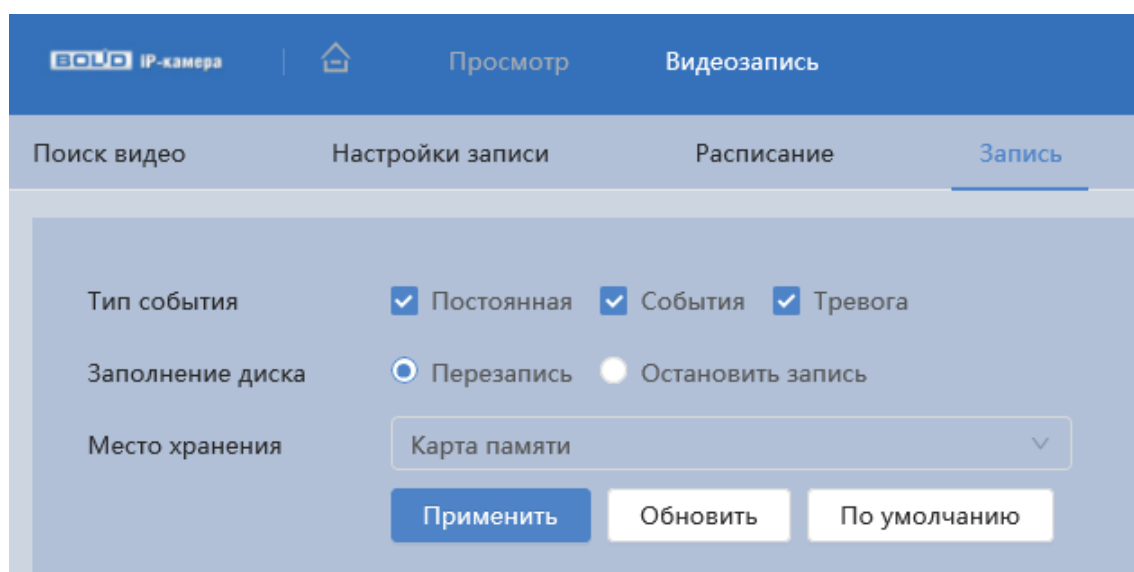 BOLID IP-камера Просмотр Видеозапись
Поиск видео Настройки записи Расписание Запись
Тип события Постоянная События Тревога
Заполнение диска Перезапись Остановить запись
Место хранения Карта памяти
Применить Обновить По умолчанию